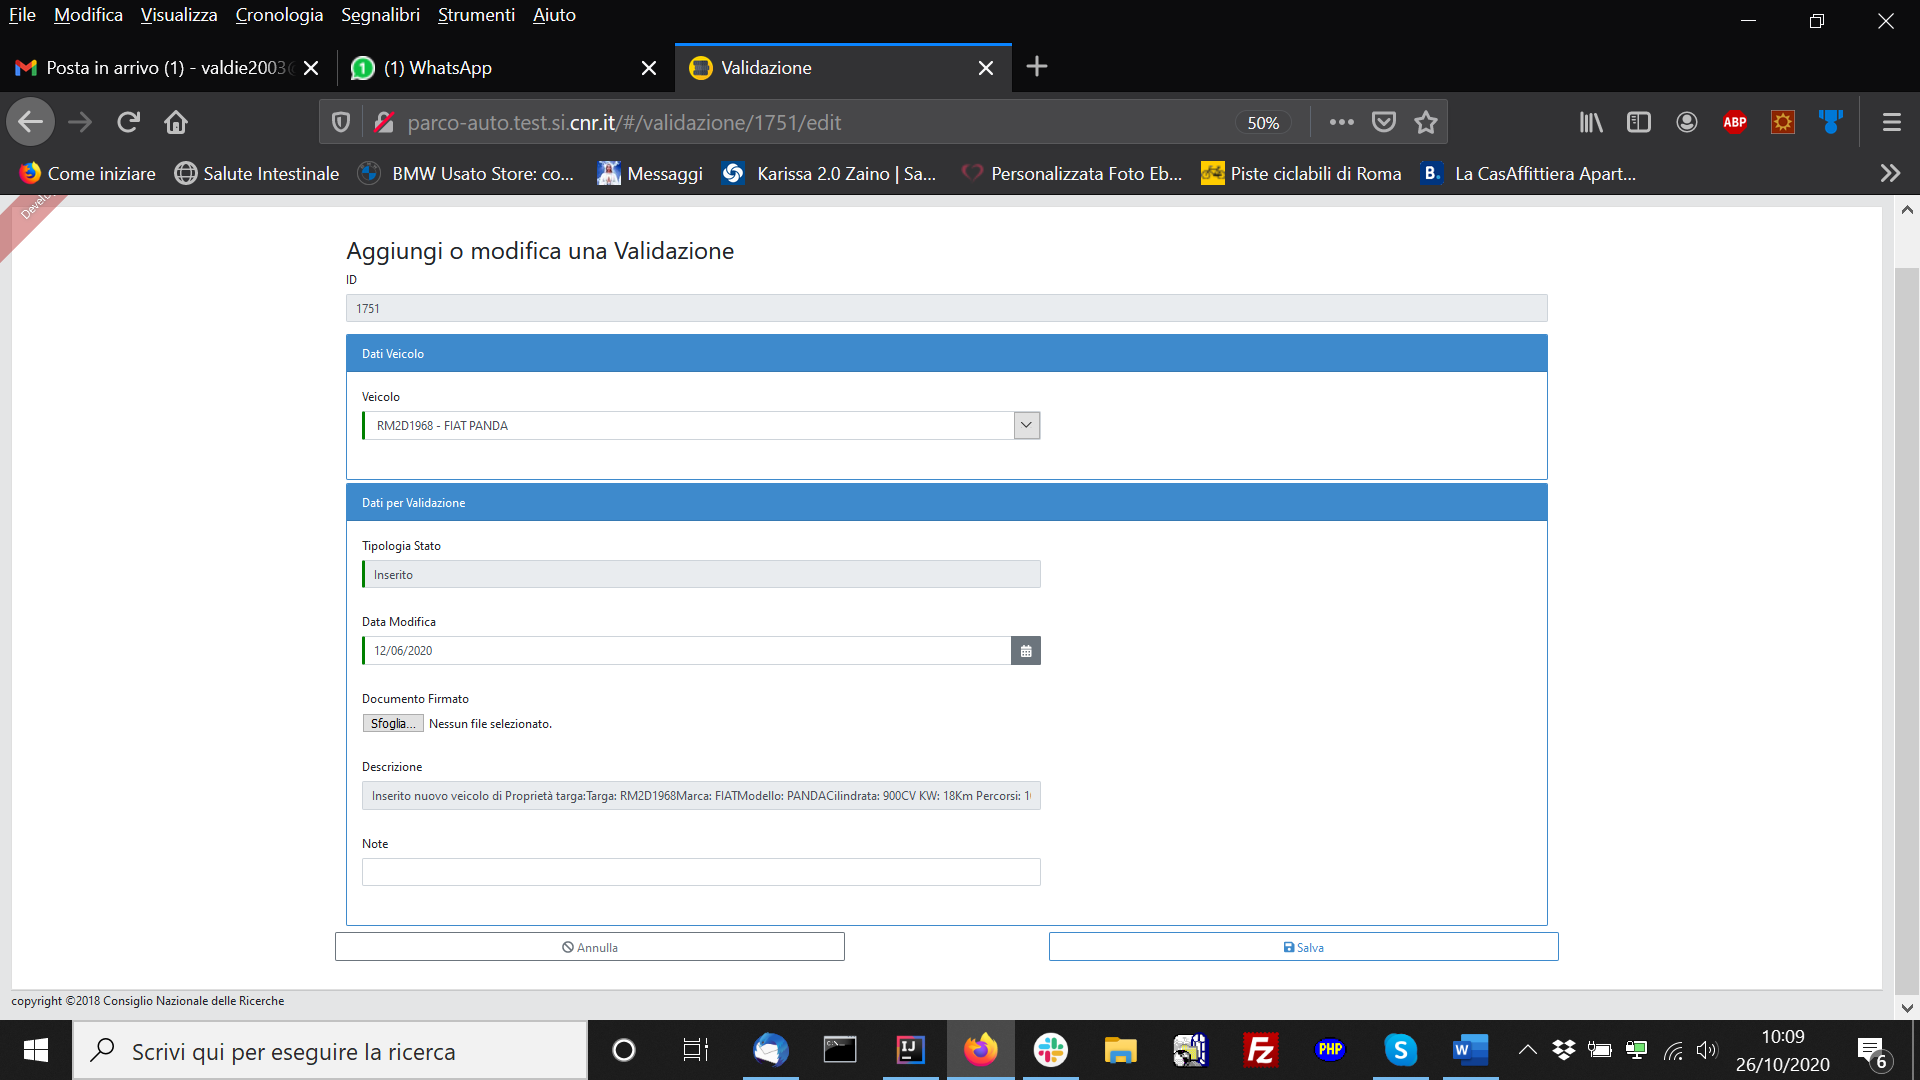 File Modifica Visualizza Cronologia Segnalibri Strumenti Aiuto
Posta in arrivo (1) - valdie2003
(1) WhatsApp
Validazione
parco-auto.test.si.cnr.it/#/validazione/1751/edit
50%
ABP
Come iniziare
Salute Intestinale
BMW Usato Store: co...
Messaggi
Karissa 2.0 Zaino | Sa...
Personalizzata Foto Eb...
Piste ciclabili di Roma
B.
La CasAffittiera Apart...
Aggiungi o modifica una Validazione
ID
1751
Dati Veicolo
Veicolo
RM2D1968 - FIAT PANDA
Dati per Validazione
Tipologia Stato
Inserito
Data Modifica
12/06/2020
Documento Firmato
Sfoglia... Nessun file selezionato.
Descrizione
Inserito nuovo veicolo di Proprietà targa:Targa: RM2D1968Marca: FIATModello: PANDACilindrata: 900CV KW: 18Km Percorsi:
Note
Annulla
Salva
copyright ©2018 Consiglio Nazionale delle Ricerche
Scrivi qui per eseguire la ricerca
IJ
FZ
PHP
S
W
10:09
26/10/2020
6